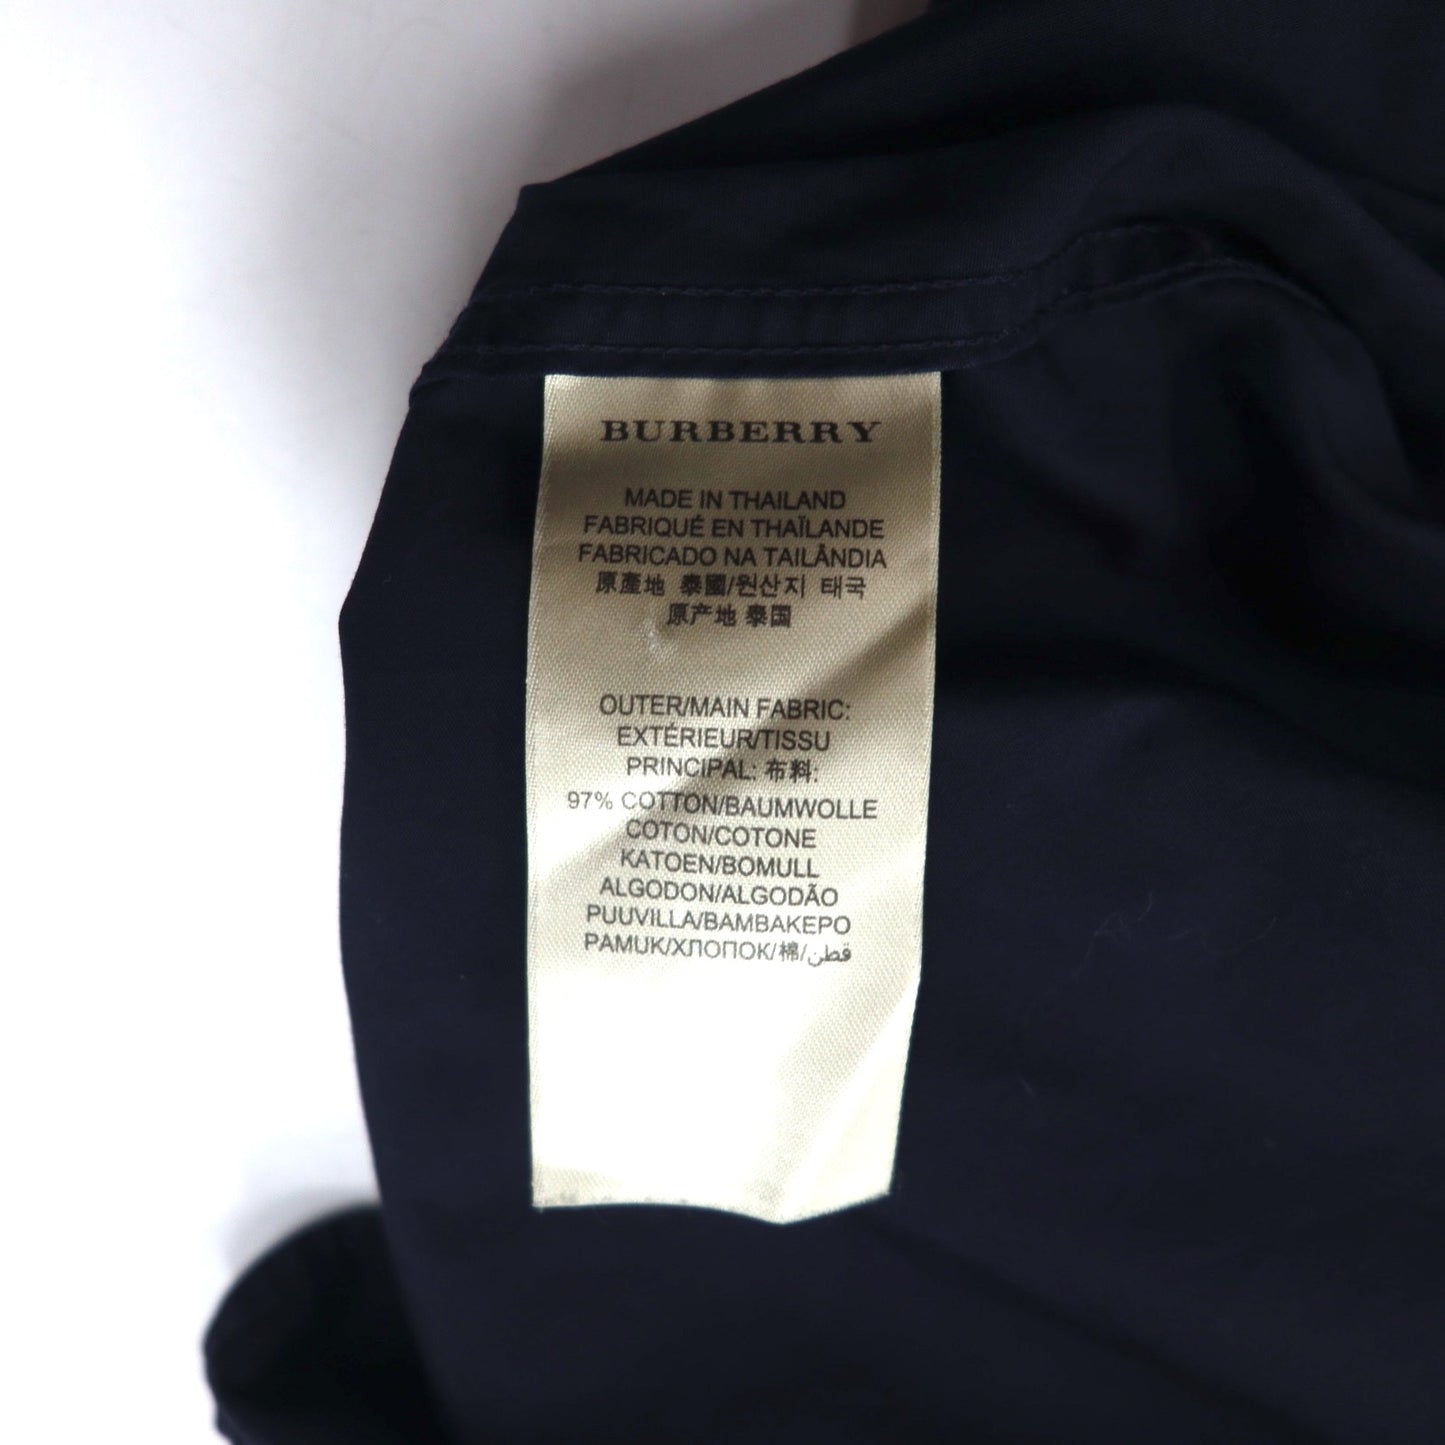 BURBERRY
MADE IN THAILAND
FABRIQUÉ EN THAÏLANDE
FABRICADO NA TAILÂNDIA
原產地 泰國/원산지 태국
原产地 泰国
OUTER/MAIN FABRIC:
EXTÉRIEUR/TISSU
PRINCIPAL: 布料:
97% COTTON/BAUMWOLLE
COTON/COTONE
KATOEN/BOMULL
ALGODON/ALGODÃO
PUUVILLA/BAMBAKEPO
PAMUK/ХЛОПОК/棉/قطن